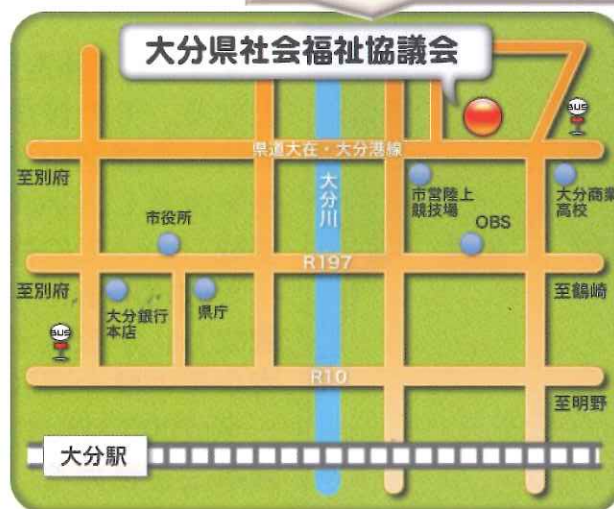 大分県社会福祉協議会
BUS
県道大在・大分港線
至別府
大分川
市営陸上
競技場
大分商業
高校
市役所
OBS
R197
至別府
至鶴崎
大分銀行
本店
県庁
BUS
R10
至明野
大分駅